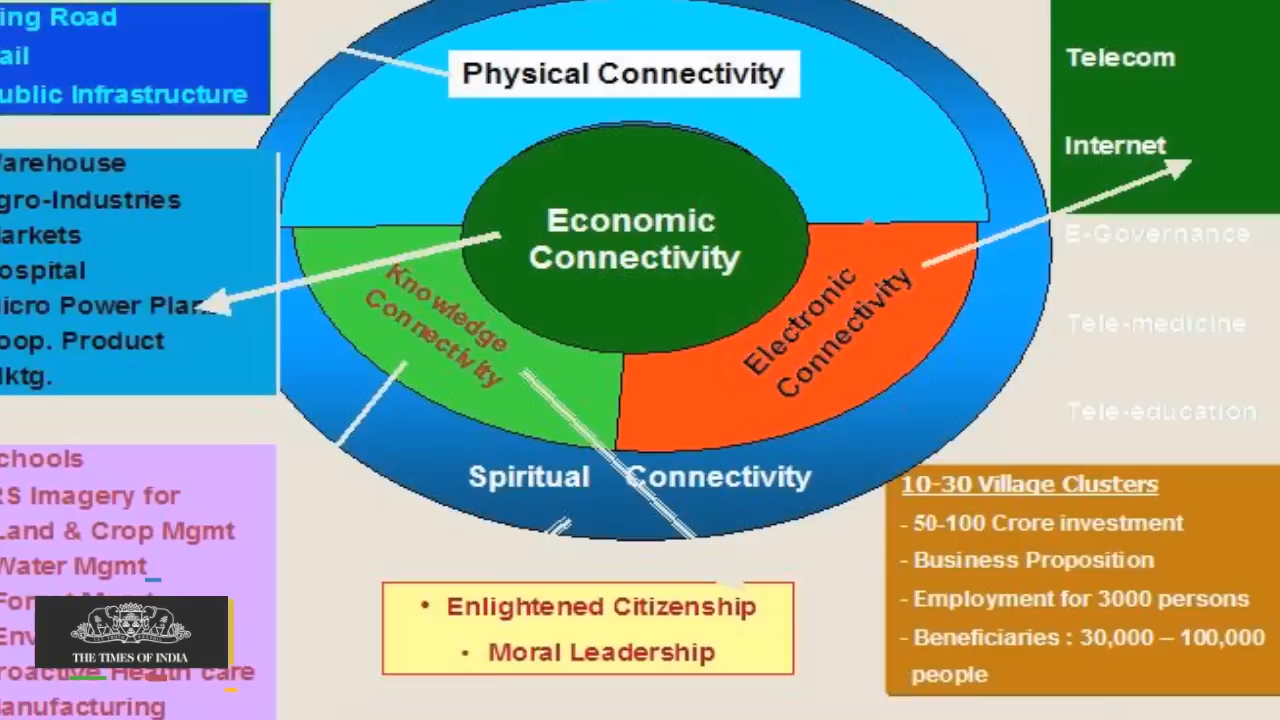 ing Road
ail
ublic Infrastructure
Physical Connectivity
Telecom
Internet
E-Governance
Tele-medicine
Tele-education
arehouse
gro-Industries
arkets
ospital
icro Power Plan
oop. Product
ktg.
Economic
Connectivity
Knowledge
Connectivity
Electronic
Connectivity
Spiritual Connectivity
chools
RS Imagery for
Land & Crop Mgmt
Water Mgmt
roactive Health care
anufacturing
THE TIMES OF INDIA
• Enlightened Citizenship
• Moral Leadership
10-30 Village Clusters
- 50-100 Crore investment
- Business Proposition
- Employment for 3000 persons
- Beneficiaries : 30,000 – 100,000
people